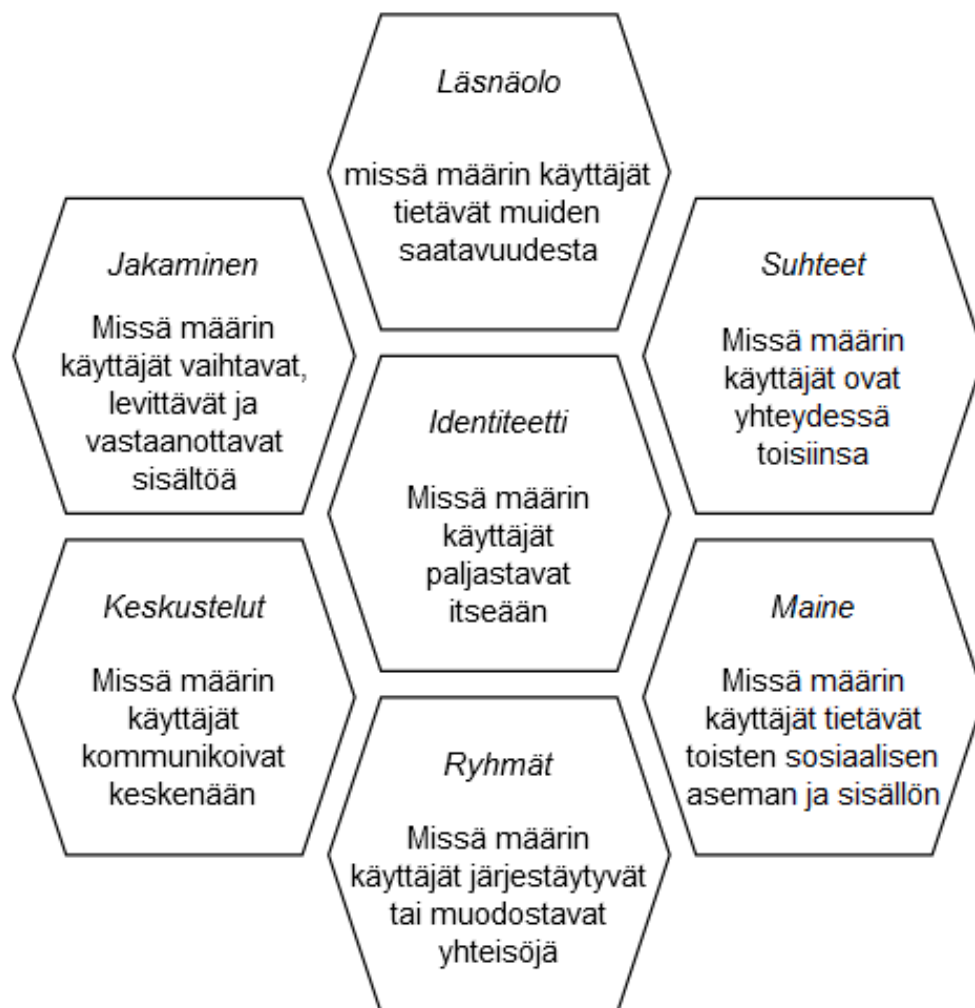 Läsnäolo
missä määrin käyttäjät
tietävät muiden
saatavuudesta
Jakaminen
Missä määrin
käyttäjät vaihtavat,
levittävät ja
vastaanottavat
sisältöä
Suhteet
Missä määrin
käyttäjät ovat
yhteydessä
toisiinsa
Identiteetti
Missä määrin
käyttäjät
paljastavat
itseään
Keskustelut
Missä määrin
käyttäjät
kommunikoivat
keskenään
Maine
Missä määrin
käyttäjät tietävät
toisten sosiaalisen
aseman ja sisällön
Ryhmät
Missä määrin
käyttäjät järjestäytyvät
tai muodostavat
yhteisöjä